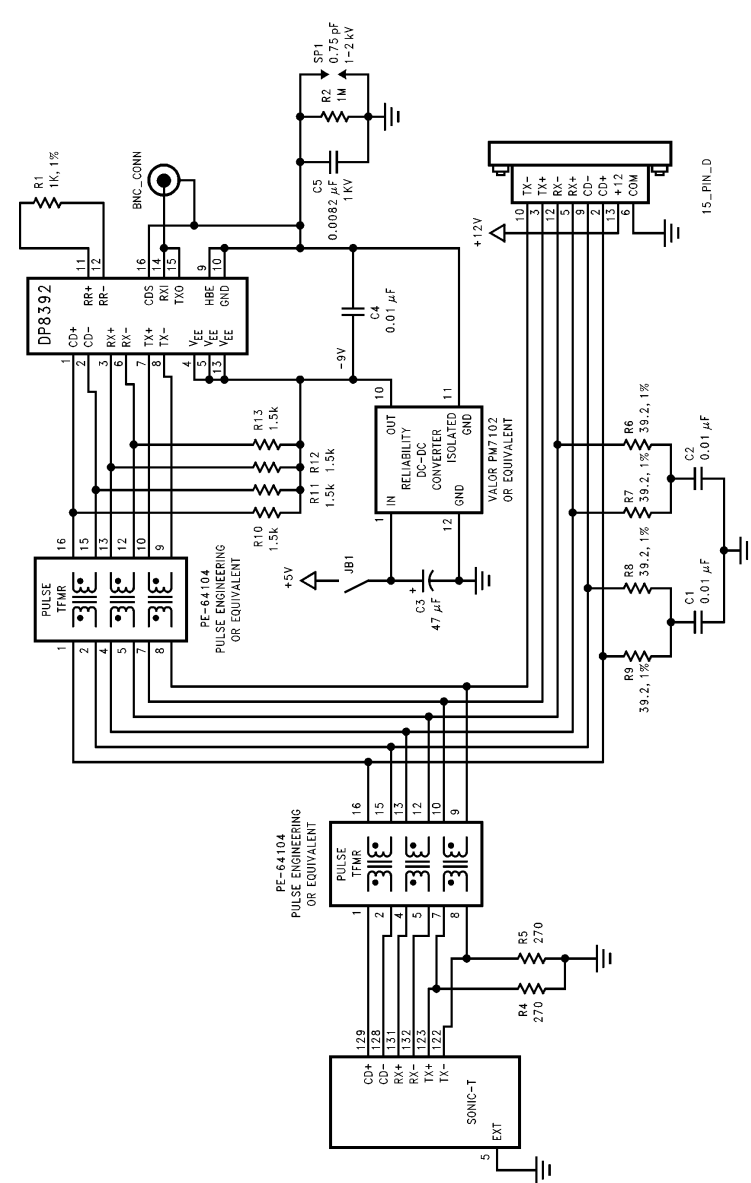 R1
1K, 1%
BNC_CONN
SP1
0.75 pF
1-2 kV
R2
1M
C5
0.0082 µF
1 KV
11
12
16
14
15
9
10
RR+
RR-
CDS
RXI
TXO
HBE
GND
DP8392
CD+
CD-
RX+
RX-
TX+
TX-
VEE
VEE
VEE
1
2
3
6
7
8
4
5
13
C4
0.01 µF
-9V
R13
1.5k
R12
1.5k
R11
1.5k
R10
1.5k
10
11
OUT
ISOLATED
GND
RELIABILITY
DC-DC
CONVERTER
IN
GND
1
12
VALOR PM7102
OR EQUIVALENT
+5V
JB1
+
C3
47 µF
16
15
13
12
10
9
PULSE
TFMR
1
2
4
5
7
8
PE-64104
PULSE ENGINEERING
OR EQUIVALENT
15_PIN_D
TX-
TX+
RX-
RX+
CD-
CD+
+12
COM
10
3
12
5
9
2
13
6
+12V
R6
39.2, 1%
R7
39.2, 1%
C2
0.01 µF
R8
39.2, 1%
R9
39.2, 1%
C1
0.01 µF
PE-64104
PULSE ENGINEERING
OR EQUIVALENT
16
15
13
12
10
9
PULSE
TFMR
1
2
4
5
7
8
R5
270
R4
270
129
128
131
132
123
122
CD+
CD-
RX+
RX-
TX+
TX-
SONIC-T
EXT
5